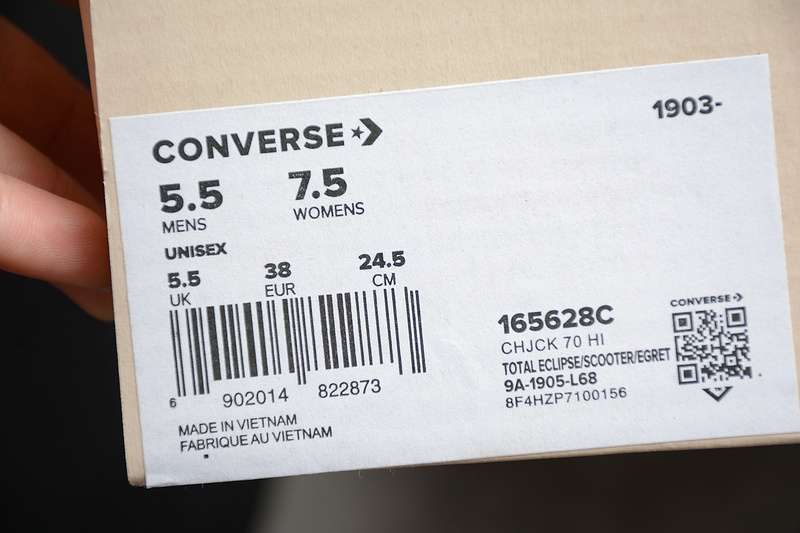 CONVERSE
1903-
5.5 7.5
MENS WOMENS
UNISEX
5.5 38 24.5
UK EUR CM
6 902014 822873
MADE IN VIETNAM
FABRIQUE AU VIETNAM
165628C
CHJCK 70 HI
TOTAL ECLIPSE/SCOOTER/EGRET
9A-1905-L68
8F4HZP7100156
CONVERSE